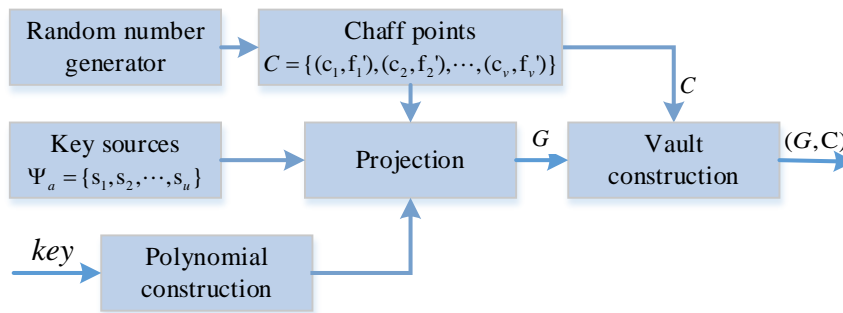 Random number
generator
Chaff points
C = {(c₁,f₁'),(c₂,f₂'),⋯,(cᵥ,fᵥ')}
C
Key sources
Ψₐ = {s₁,s₂,⋯,sᵤ}
Projection
G
Vault
construction
(G,C)
key
Polynomial
construction